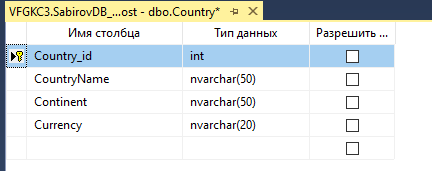 VFGKC3.SabirovDB_...ost - dbo.Country*
Имя столбца Тип данных Разрешить ...
Country_id int
CountryName nvarchar(50)
Continent nvarchar(50)
Currency nvarchar(20)